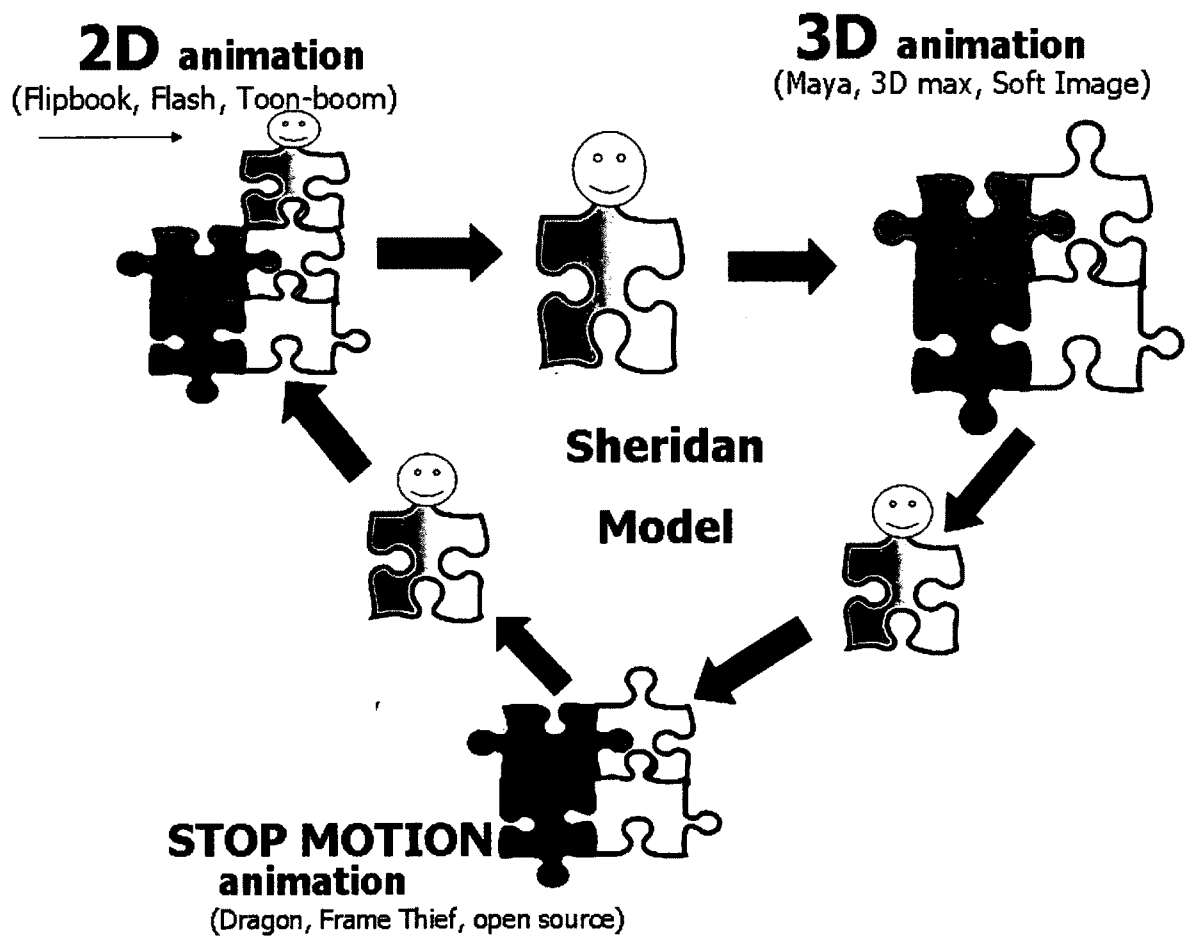 2D animation
(Flipbook, Flash, Toon-boom)
3D animation
(Maya, 3D max, Soft Image)
Sheridan
Model
STOP MOTION
animation
(Dragon, Frame Thief, open source)